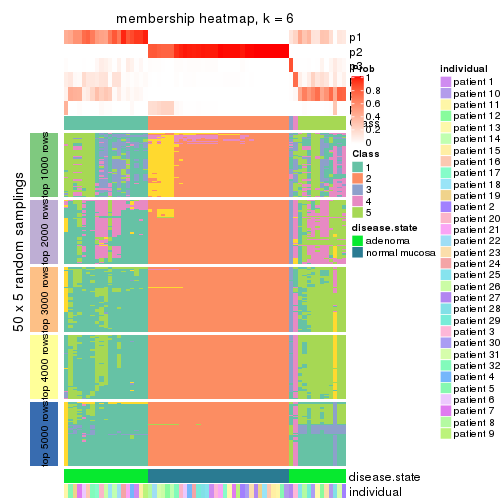 membership heatmap, k = 6
p1
p2
p3
Prob
1
0.8
0.6
0.4
0.2
0
Class
1
2
3
4
5
disease.state
adenoma
normal mucosa
individual
patient 1
patient 10
patient 11
patient 12
patient 13
patient 14
patient 15
patient 16
patient 17
patient 18
patient 19
patient 2
patient 20
patient 21
patient 22
patient 23
patient 24
patient 25
patient 26
patient 27
patient 28
patient 29
patient 3
patient 30
patient 31
patient 32
patient 4
patient 5
patient 6
patient 7
patient 8
patient 9
50 x 5 random samplings
top 1000 rows
top 2000 rows
top 3000 rows
top 4000 rows
top 5000 rows
disease.state
individual